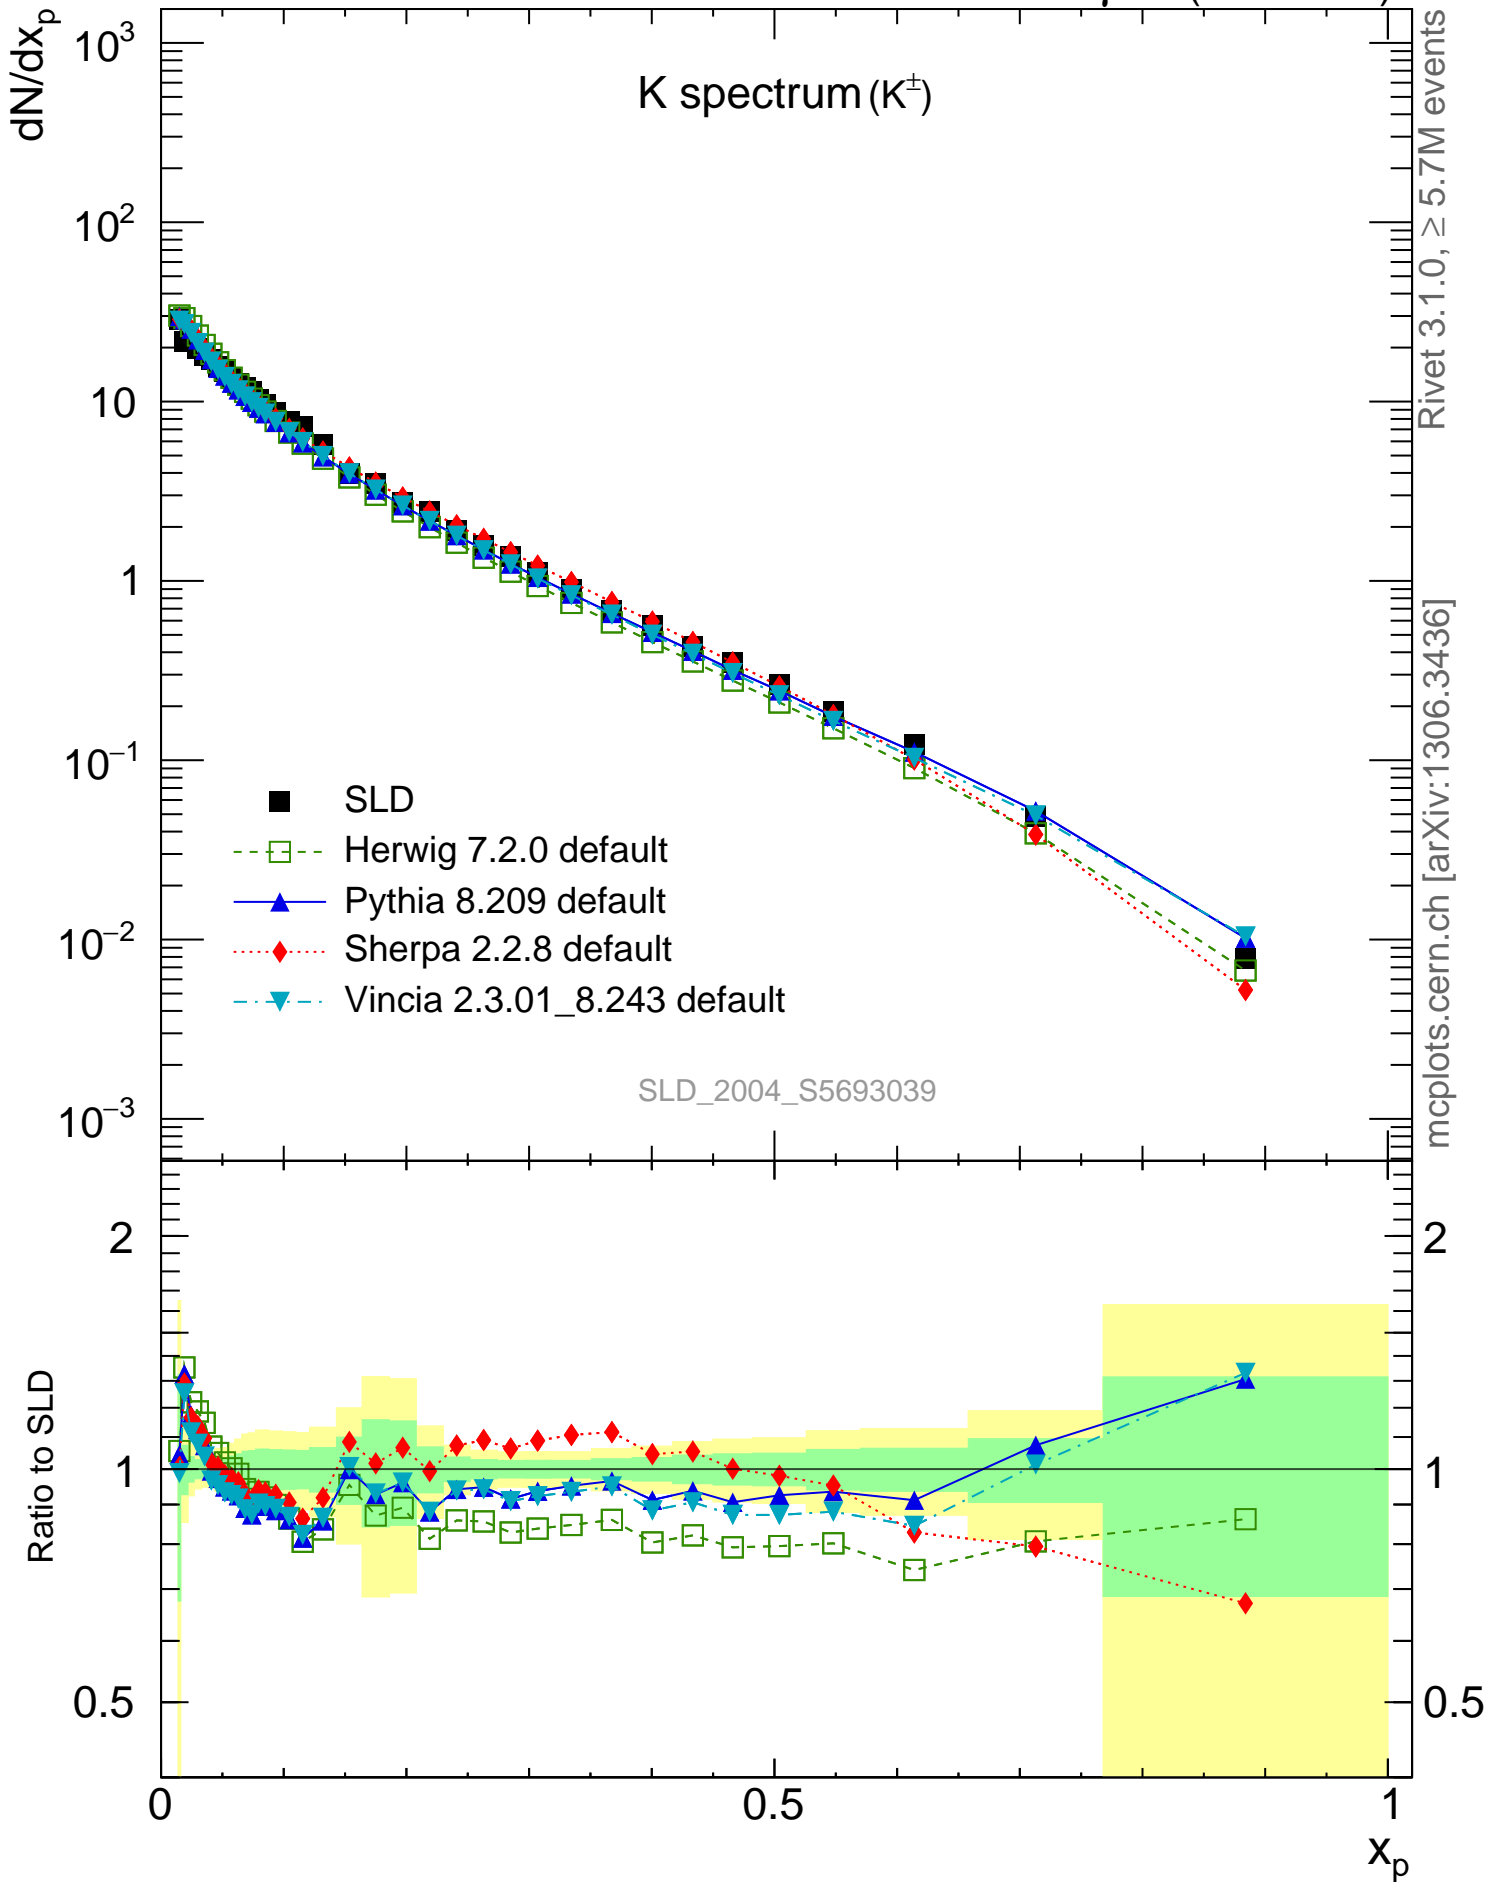 dN/dx_p
10^3
10^2
10
1
10^−1
10^−2
10^−3
K spectrum (K^±)
SLD
Herwig 7.2.0 default
Pythia 8.209 default
Sherpa 2.2.8 default
Vincia 2.3.01_8.243 default
SLD_2004_S5693039
Rivet 3.1.0, ≥ 5.7M events
mcplots.cern.ch [arXiv:1306.3436]
Ratio to SLD
2
1
0.5
2
1
0.5
0
0.5
1
x_p